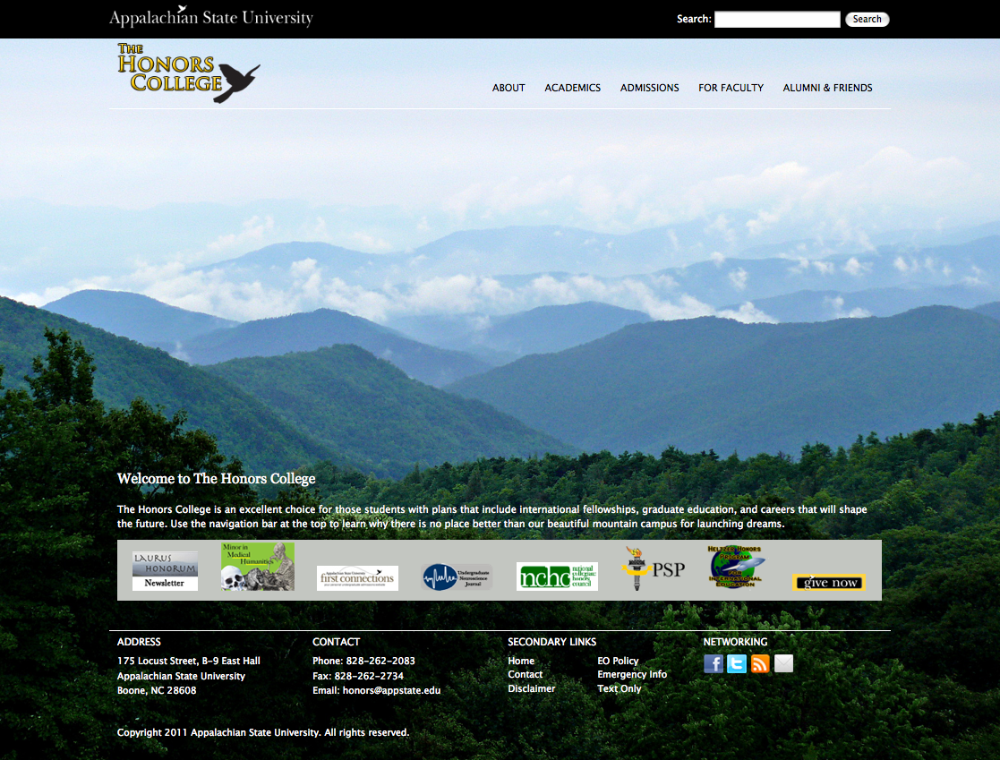 Appalachian State University
Search:
Search
THE
HONORS
COLLEGE
ABOUT ACADEMICS ADMISSIONS FOR FACULTY ALUMNI & FRIENDS
Welcome to The Honors College
The Honors College is an excellent choice for those students with plans that include international fellowships, graduate education, and careers that will shape
the future. Use the navigation bar at the top to learn why there is no place better than our beautiful mountain campus for launching dreams.
LAURUS
HONORUM
Newsletter
Minor in
Medical
Humanities
Appalachian State University
first connections
Undergraduate
Neuroscience
Journal
nchc
national
collegiate
honors
council
PSP
HELTZER HONORS
PROGRAM
FOR
INTERNATIONAL
EDUCATION
give now
ADDRESS
175 Locust Street, B-9 East Hall
Appalachian State University
Boone, NC 28608
CONTACT
Phone: 828-262-2083
Fax: 828-262-2734
Email: honors@appstate.edu
SECONDARY LINKS
Home
Contact
Disclaimer
EO Policy
Emergency Info
Text Only
NETWORKING
Copyright 2011 Appalachian State University. All rights reserved.